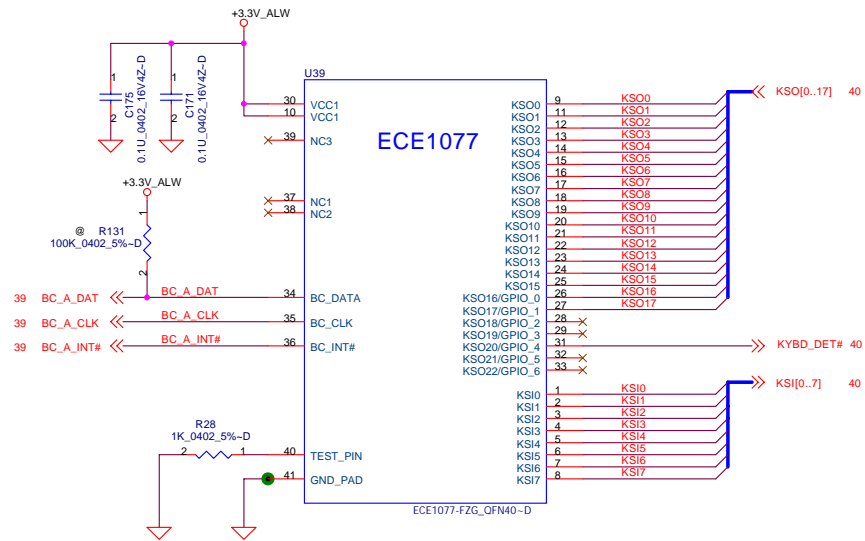 +3.3V_ALW
1
2
C175
0.1U_0402_16V4Z~D
1
2
C171
0.1U_0402_16V4Z~D
+3.3V_ALW
1
@ R131
100K_0402_5%~D
2
39 BC_A_DAT BC_A_DAT 34 BC_DATA
39 BC_A_CLK BC_A_CLK 35 BC_CLK
39 BC_A_INT# BC_A_INT# 36 BC_INT#
R28
1K_0402_5%~D
2 1 40 TEST_PIN
41 GND_PAD
U39
ECE1077
30 VCC1
10 VCC1
39 NC3
37 NC1
38 NC2
KSO0 9 KSO0
KSO1 11 KSO1
KSO2 12 KSO2
KSO3 13 KSO3
KSO4 14 KSO4
KSO5 15 KSO5
KSO6 16 KSO6
KSO7 17 KSO7
KSO8 18 KSO8
KSO9 19 KSO9
KSO10 20 KSO10
KSO11 21 KSO11
KSO12 22 KSO12
KSO13 23 KSO13
KSO14 24 KSO14
KSO15 25 KSO15
KSO16/GPIO_0 26 KSO16
KSO17/GPIO_1 27 KSO17
KSO18/GPIO_2 28
KSO19/GPIO_3 29
KSO20/GPIO_4 31
KSO21/GPIO_5 32
KSO22/GPIO_6 33
KSI0 1 KSI0
KSI1 2 KSI1
KSI2 3 KSI2
KSI3 4 KSI3
KSI4 5 KSI4
KSI5 6 KSI5
KSI6 7 KSI6
KSI7 8 KSI7
ECE1077-FZG_QFN40~D
KSO[0..17] 40
KYBD_DET# 40
KSI[0..7] 40